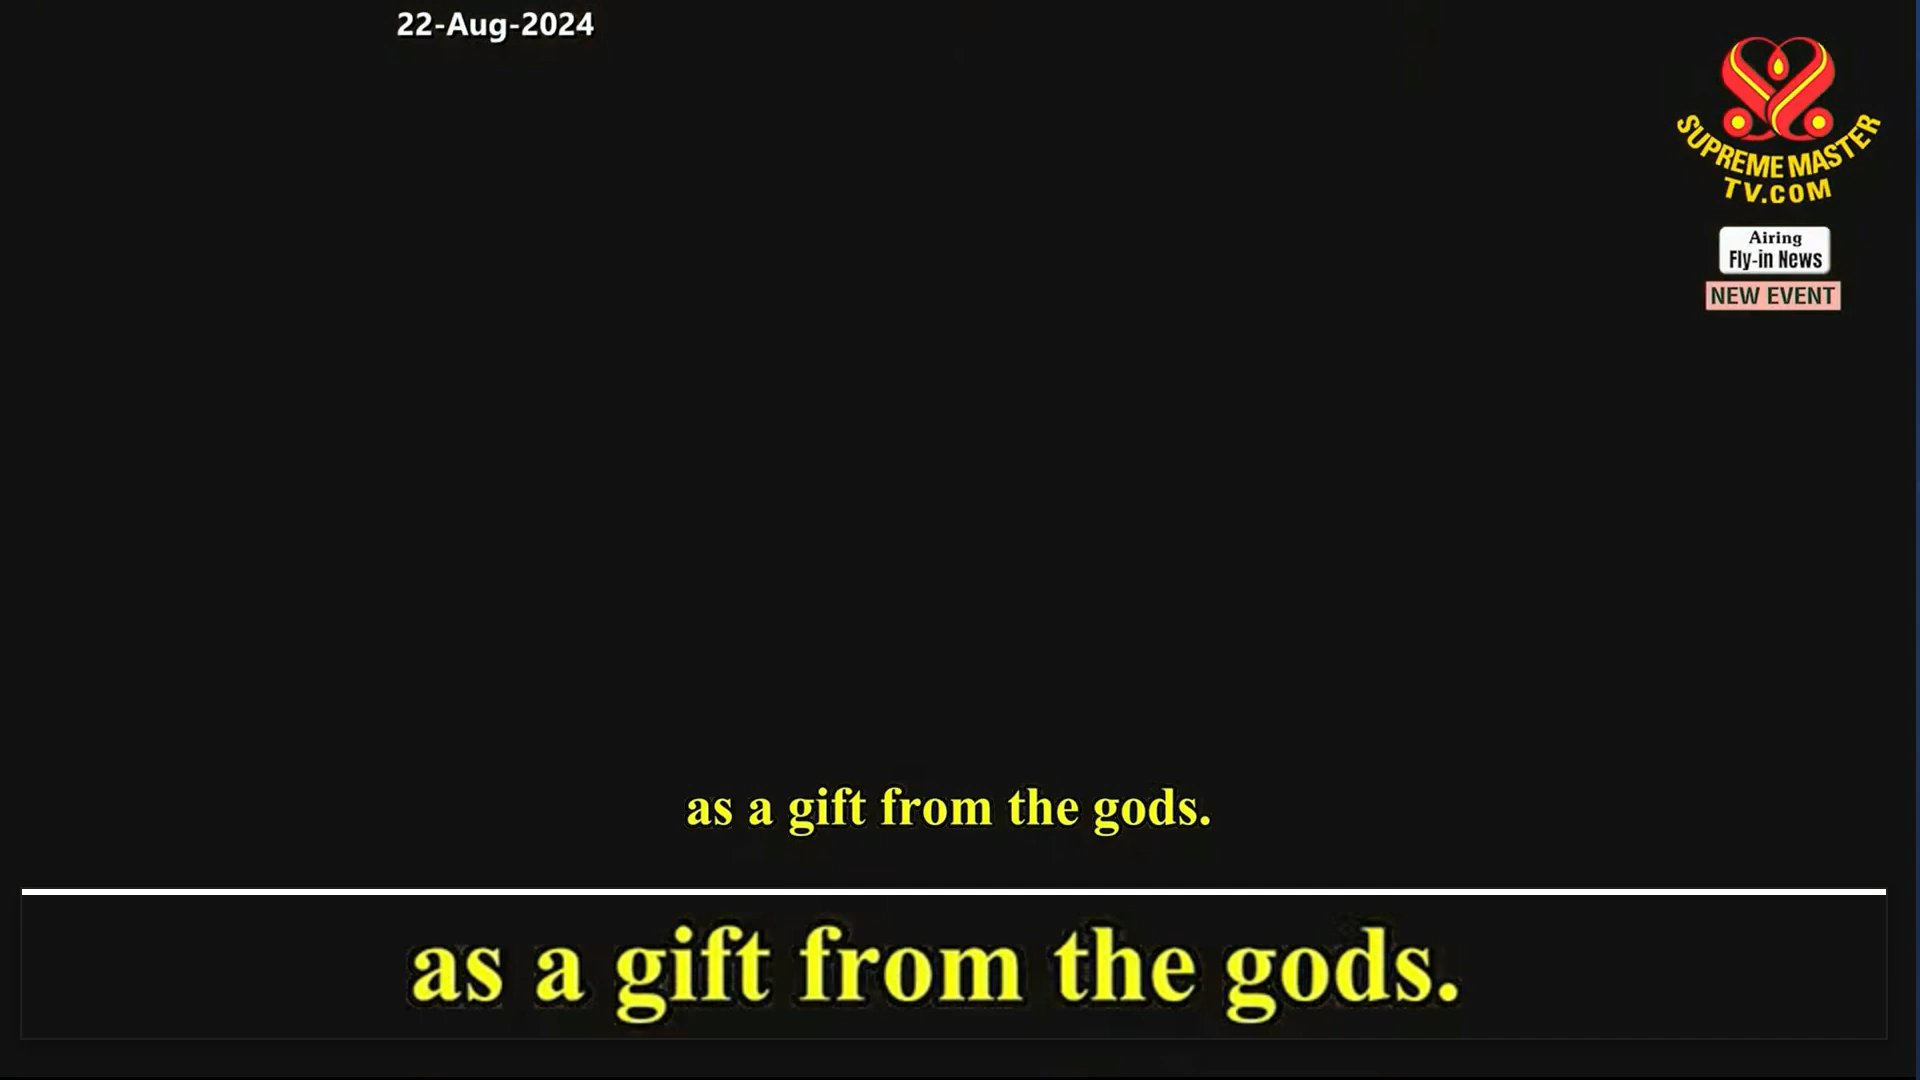 22-Aug-2024
SUPREME MASTER
TV.COM
Airing
Fly-in News
NEW EVENT
as a gift from the gods.
as a gift from the gods.